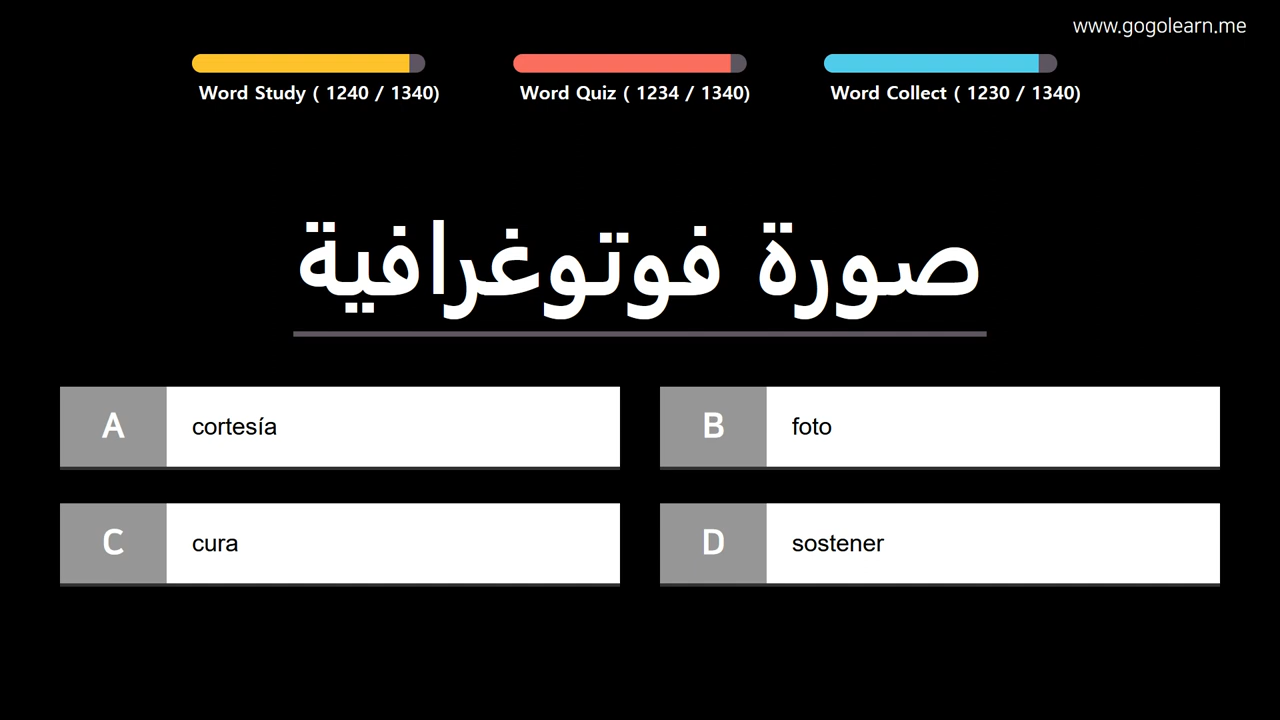 www.gogolearn.me
Word Study ( 1240 / 1340)
Word Quiz ( 1234 / 1340)
Word Collect ( 1230 / 1340)
صورة فوتوغرافية
A cortesía
B foto
C cura
D sostener